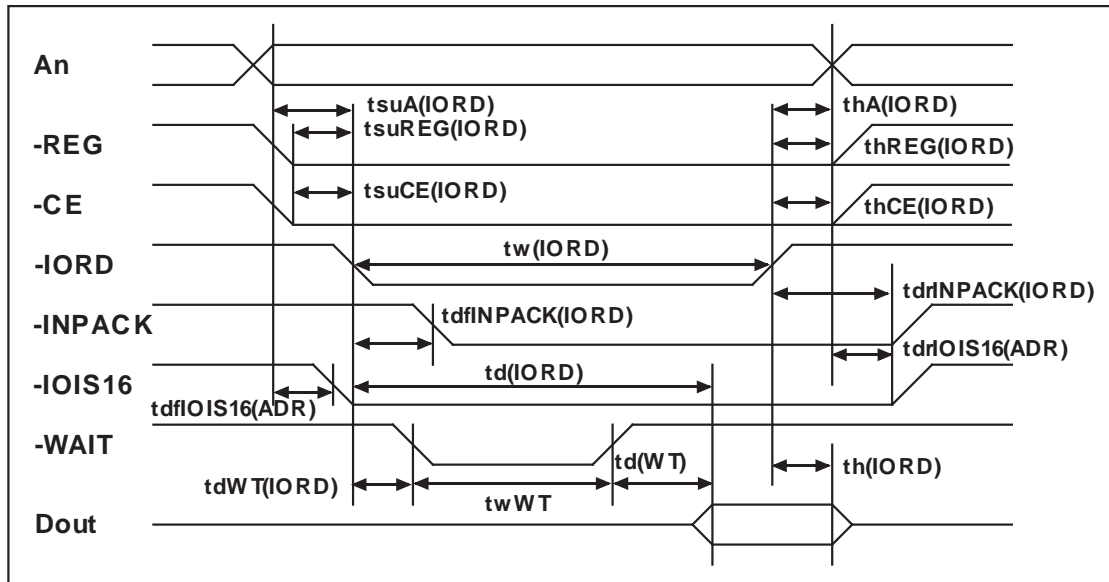 An
tsuA(IORD)
thA(IORD)
tsuREG(IORD)
-REG
thREG(IORD)
tsuCE(IORD)
-CE
thCE(IORD)
tw(IORD)
-IORD
tdrINPACK(IORD)
tdfINPACK(IORD)
-INPACK
tdrIOIS16(ADR)
td(IORD)
-IOIS16
tdfIOIS16(ADR)
-WAIT
td(WT)
th(IORD)
tdWT(IORD)
twWT
Dout